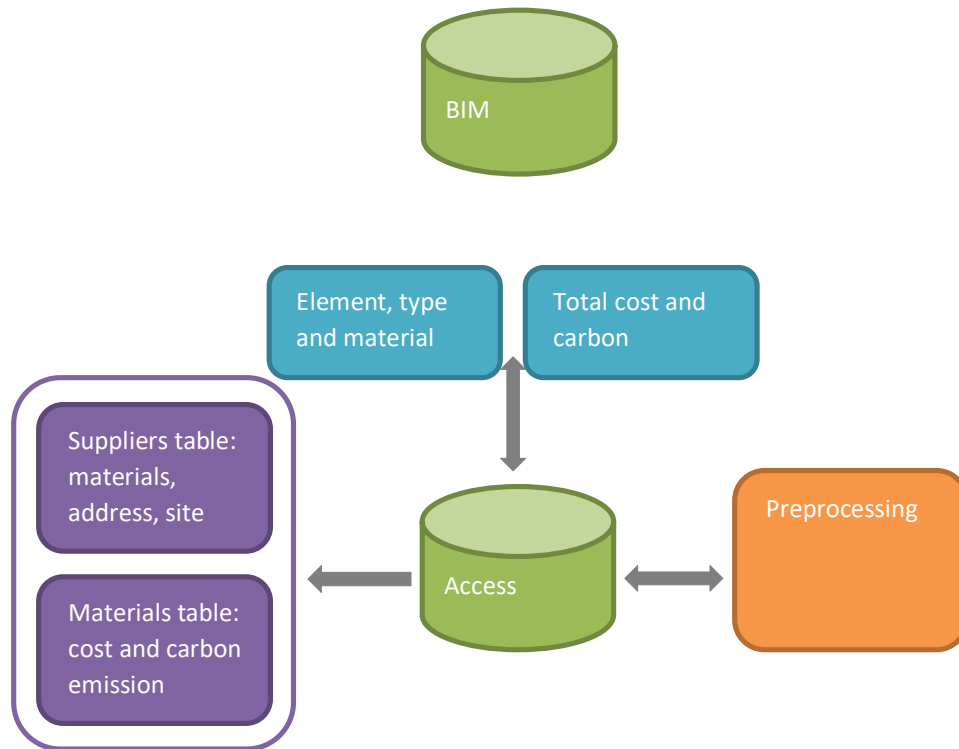 BIM
Element, type
and material
Total cost and
carbon
Suppliers table:
materials,
address, site
Materials table:
cost and carbon
emission
Access
Preprocessing